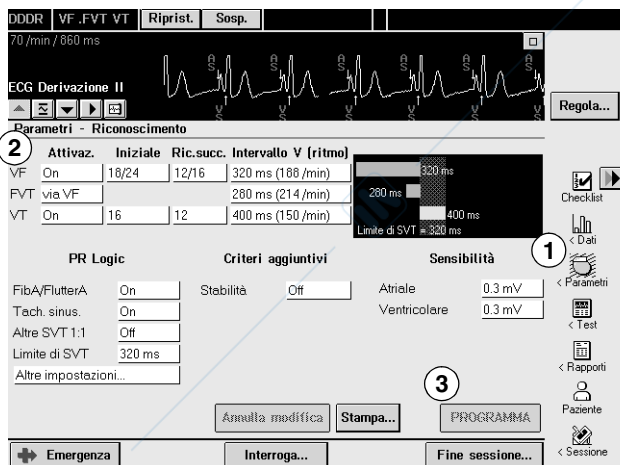 DDDR VF .FVT VT Riprist. Sosp.
70 /min / 860 ms
A S A S A S A S
ECG Derivazione II
V S V S V S V S
Regola...
Parametri - Riconoscimento
2
Attivaz. Iniziale Ric.succ. Intervallo V (ritmo)
VF On 18/24 12/16 320 ms (188 /min)
FVT via VF 280 ms (214 /min)
VT On 16 12 400 ms (150 /min)
320 ms
280 ms
400 ms
Limite di SVT = 320 ms
Checklist
< Dati
1
< Parametri
< Test
< Rapporti
Paziente
< Sessione
PR Logic Criteri aggiuntivi Sensibilità
FibA/FlutterA On Stabilità Off Atriale 0.3 mV
Tach. sinus. On Ventricolare 0.3 mV
Altre SVT 1:1 Off
Limite di SVT 320 ms
Altre impostazioni...
3
Annulla modifica Stampa... PROGRAMMA
Emergenza Interroga... Fine sessione...